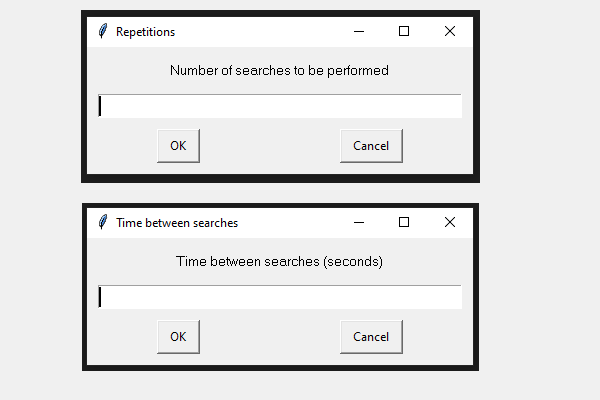 Repetitions
Number of searches to be performed
OK Cancel
Time between searches
Time between searches (seconds)
OK Cancel